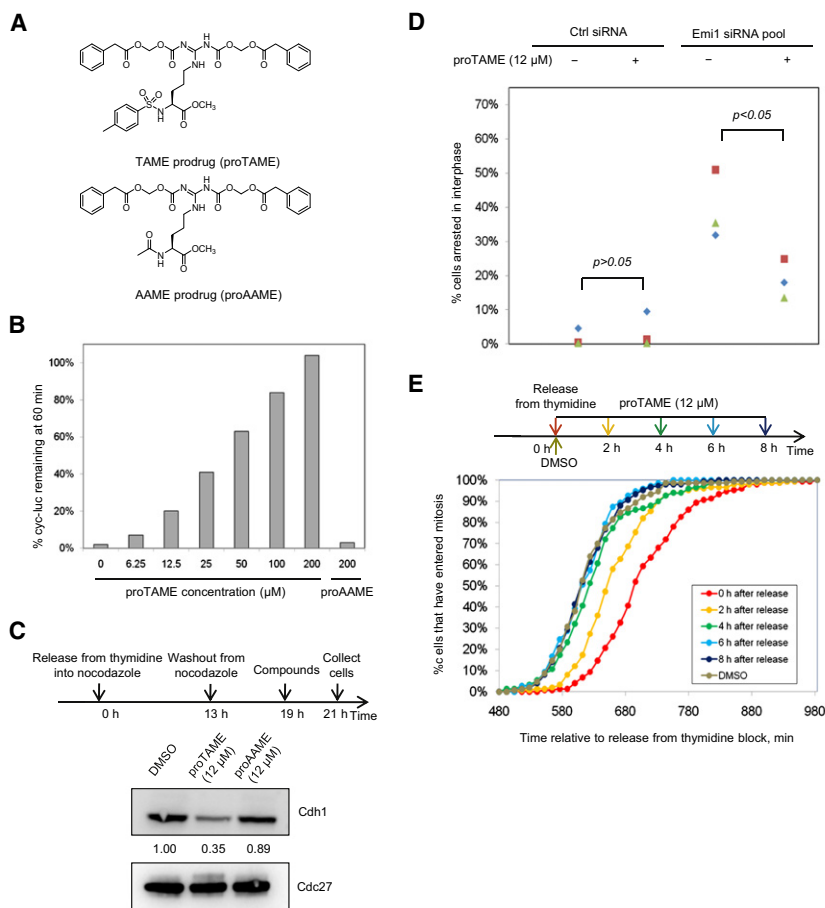 A
O
O
O
O
N
NH
O
O
O
O
O
O
NH
O
O
S
N
H
OCH₃
O
TAME prodrug (proTAME)
O
O
O
O
N
NH
O
O
O
O
O
O
NH
O
N
H
OCH₃
O
AAME prodrug (proAAME)
B
% cyc-luc remaining at 60 min
100%
80%
60%
40%
20%
0%
0 6.25 12.5 25 50 100 200 200
proTAME concentration (µM) proAAME
C
Release from thymidine
into nocodazole
Washout from
nocodazole
Compounds
Collect
cells
0 h 13 h 19 h 21 h Time
DMSO
proTAME
(12 µM)
proAAME
(12 µM)
Cdh1
1.00 0.35 0.89
Cdc27
D
Ctrl siRNA Emi1 siRNA pool
proTAME (12 µM) − + − +
% cells arrested in interphase
70%
60%
50%
40%
30%
20%
10%
0%
p>0.05
p<0.05
E
Release
from thymidine
proTAME (12 µM)
0 h 2 h 4 h 6 h 8 h Time
DMSO
%c ells that have entered mitosis
100%
90%
80%
70%
60%
50%
40%
30%
20%
10%
0%
0 h after release
2 h after release
4 h after release
6 h after release
8 h after release
DMSO
480 580 680 780 880 980
Time relative to release from thymidine block, min